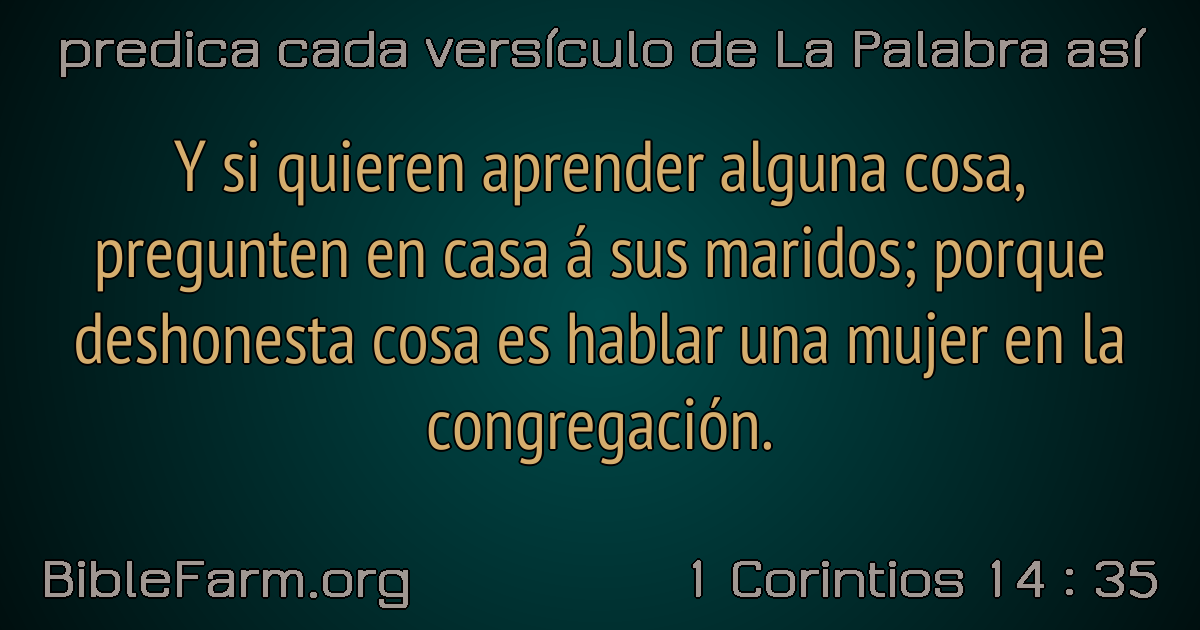 predica cada versículo de La Palabra así
Y si quieren aprender alguna cosa,
pregunten en casa á sus maridos; porque
deshonesta cosa es hablar una mujer en la
congregación.
BibleFarm.org
1 Corintios 14 : 35